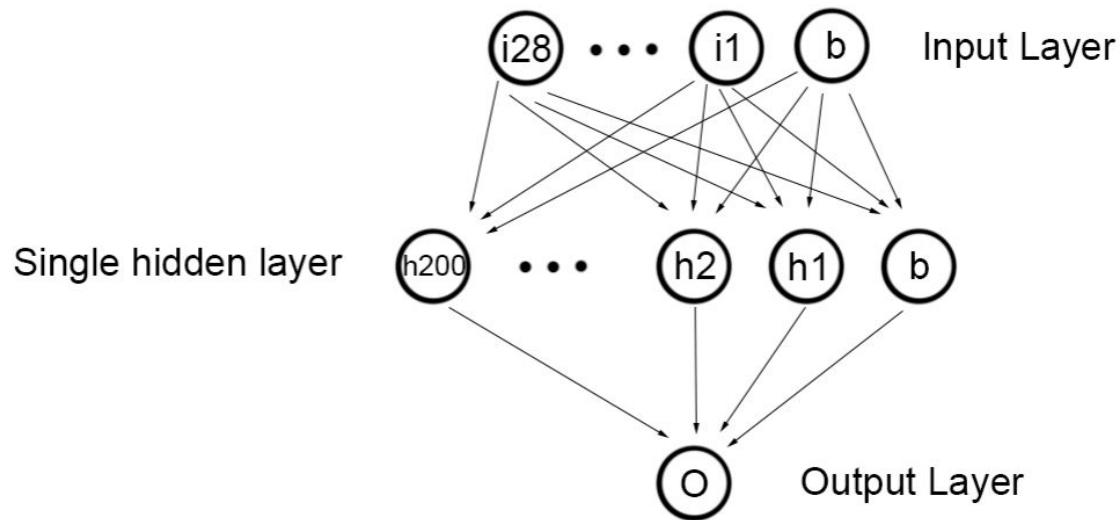 i28 ••• i1 b Input Layer
Single hidden layer h200 ••• h2 h1 b
O Output Layer